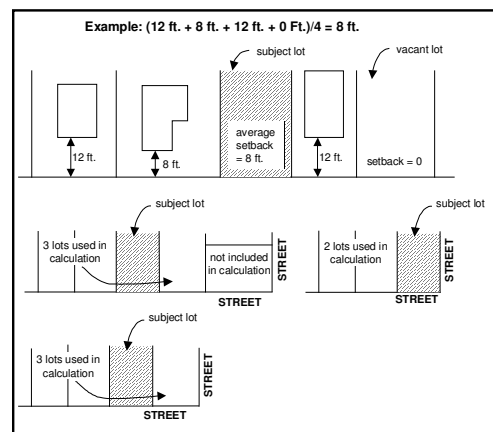 Example: (12 ft. + 8 ft. + 12 ft. + 0 Ft.)/4 = 8 ft.
subject lot
vacant lot
average
setback
= 8 ft.
12 ft.
8 ft.
12 ft.
setback = 0
subject lot
3 lots used in
calculation
not included
in calculation
STREET
STREET
subject lot
2 lots used in
calculation
STREET
STREET
subject lot
3 lots used in
calculation
STREET
STREET